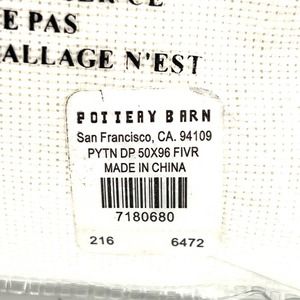 E PAS
ALLAGE N'EST
POTTERY BARN
San Francisco, CA. 94109
PYTN DP 50X96 FIVR
MADE IN CHINA
7180680
216 6472